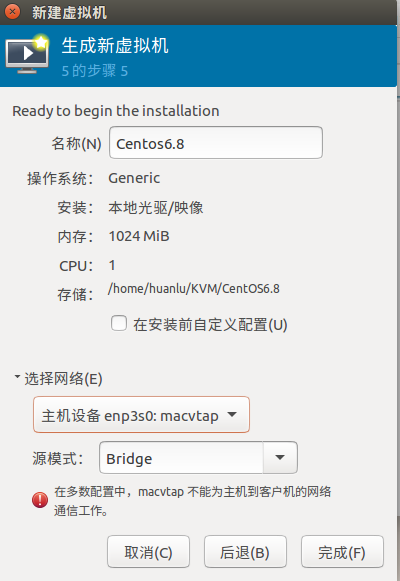 新建虚拟机
生成新虚拟机
5 的步骤 5
Ready to begin the installation
名称(N) Centos6.8
操作系统： Generic
安装： 本地光驱/映像
内存： 1024 MiB
CPU： 1
存储： /home/huanlu/KVM/CentOS6.8
在安装前自定义配置(U)
选择网络(E)
主机设备 enp3s0: macvtap
源模式： Bridge
在多数配置中，macvtap 不能为主机到客户机的网络
通信工作。
取消(C) 后退(B) 完成(F)